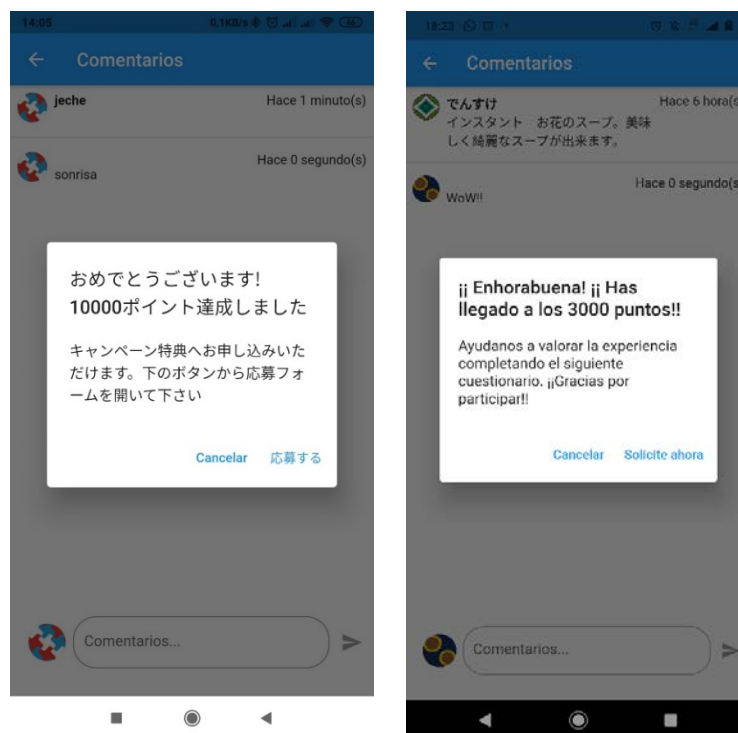 14:05
0,1KB/s
Comentarios
jeche
Hace 1 minuto(s)
Hace 0 segundo(s)
sonrisa
おめでとうございます!
10000ポイント達成しました
キャンペーン特典へお申し込みいた
だけます。下のボタンから応募フォ
ームを開いて下さい
Cancelar
応募する
Comentarios...
18:23
Comentarios
でんすけ
Hace 6 hora(s
インスタント　お花のスープ。美味
しく綺麗なスープが出来ます。
Hace 0 segundo(s
WoW!!
¡¡ Enhorabuena! ¡¡ Has
llegado a los 3000 puntos!!
Ayudanos a valorar la experiencia
completando el siguiente
cuestionario. ¡¡Gracias por
participar!!
Cancelar
Solicite ahora
Comentarios...